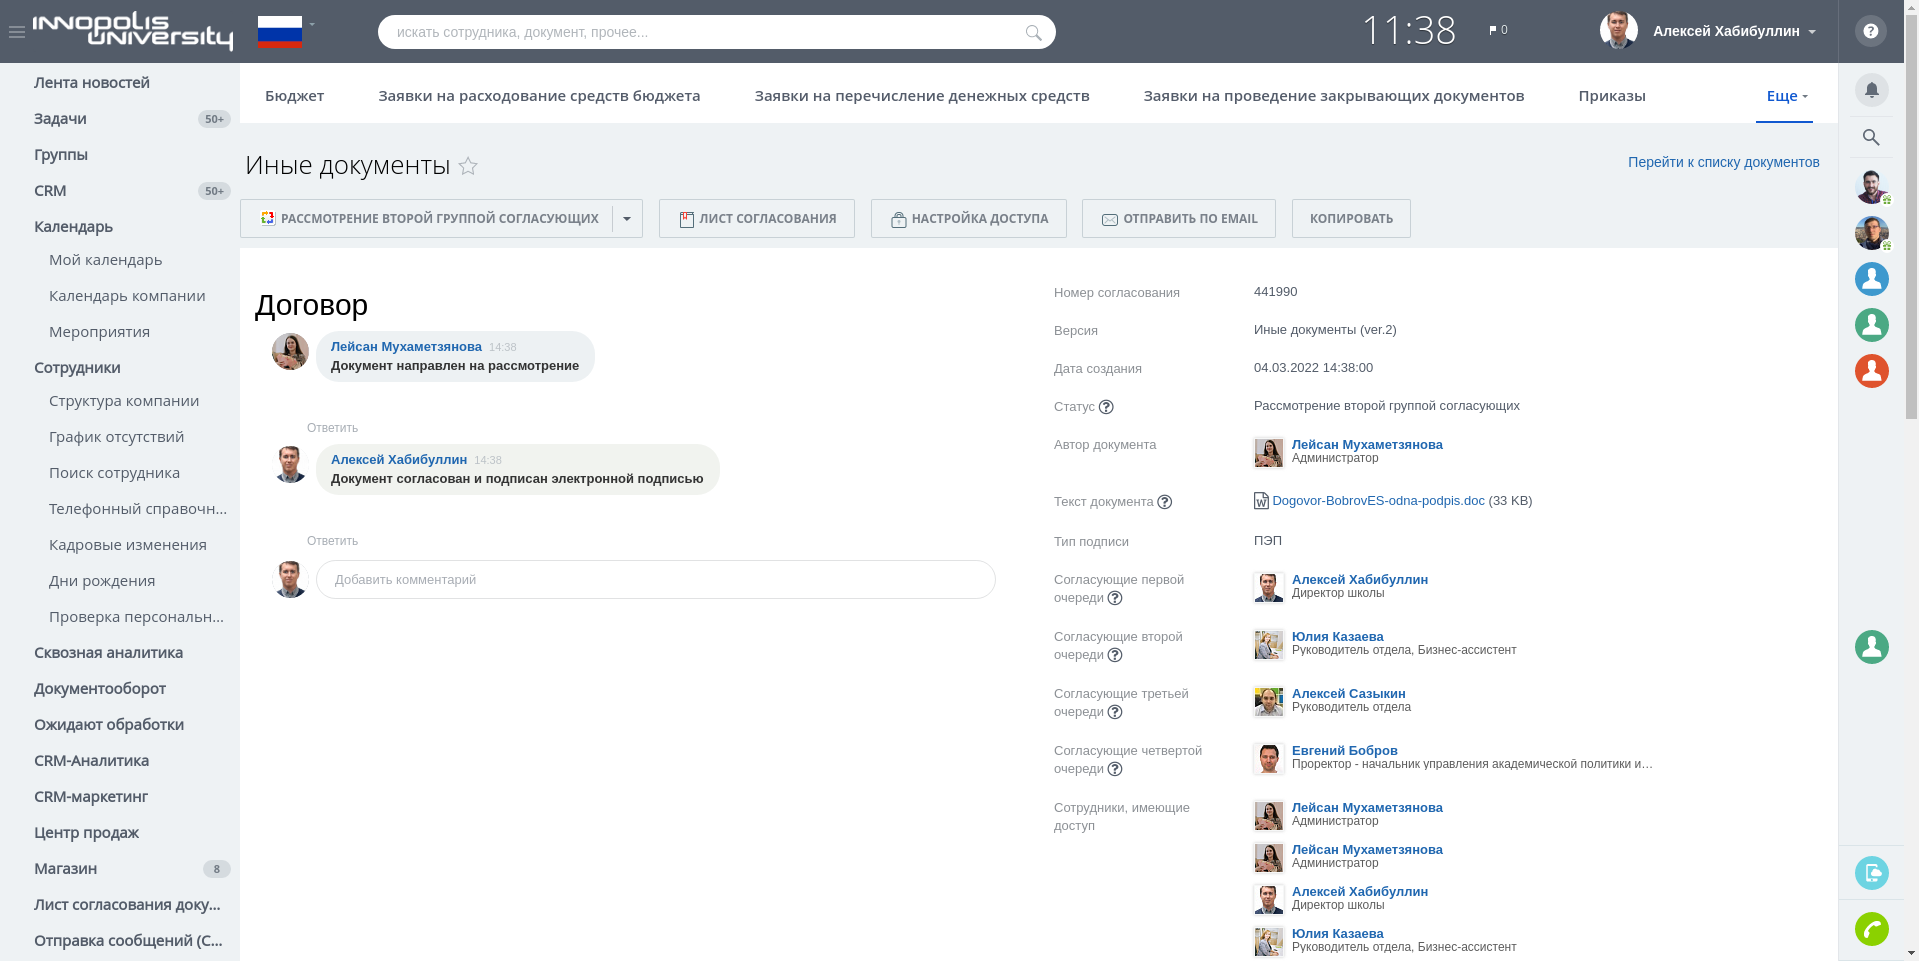 INNOPOLIS
UNIVERSITY
искать сотрудника, документ, прочее...
11:38
0
Алексей Хабибуллин
?
Лента новостей
Задачи
50+
Группы
CRM
50+
Календарь
Мой календарь
Календарь компании
Мероприятия
Сотрудники
Структура компании
График отсутствий
Поиск сотрудника
Телефонный справочн...
Кадровые изменения
Дни рождения
Проверка персональн...
Сквозная аналитика
Документооборот
Ожидают обработки
CRM-Аналитика
CRM-маркетинг
Центр продаж
Магазин
8
Лист согласования доку...
Отправка сообщений (С...
Бюджет
Заявки на расходование средств бюджета
Заявки на перечисление денежных средств
Заявки на проведение закрывающих документов
Приказы
Еще
Иные документы
Перейти к списку документов
РАССМОТРЕНИЕ ВТОРОЙ ГРУППОЙ СОГЛАСУЮЩИХ
ЛИСТ СОГЛАСОВАНИЯ
НАСТРОЙКА ДОСТУПА
ОТПРАВИТЬ ПО EMAIL
КОПИРОВАТЬ
Договор
Лейсан Мухаметзянова 14:38
Документ направлен на рассмотрение
Ответить
Алексей Хабибуллин 14:38
Документ согласован и подписан электронной подписью
Ответить
Добавить комментарий
Номер согласования
441990
Версия
Иные документы (ver.2)
Дата создания
04.03.2022 14:38:00
Статус ?
Рассмотрение второй группой согласующих
Автор документа
Лейсан Мухаметзянова
Администратор
Текст документа ?
W Dogovor-BobrovES-odna-podpis.doc (33 KB)
Тип подписи
ПЭП
Согласующие первой
очереди ?
Алексей Хабибуллин
Директор школы
Согласующие второй
очереди ?
Юлия Казаева
Руководитель отдела, Бизнес-ассистент
Согласующие третьей
очереди ?
Алексей Сазыкин
Руководитель отдела
Согласующие четвертой
очереди ?
Евгений Бобров
Проректор - начальник управления академической политики и...
Сотрудники, имеющие
доступ
Лейсан Мухаметзянова
Администратор
Лейсан Мухаметзянова
Администратор
Алексей Хабибуллин
Директор школы
Юлия Казаева
Руководитель отдела, Бизнес-ассистент